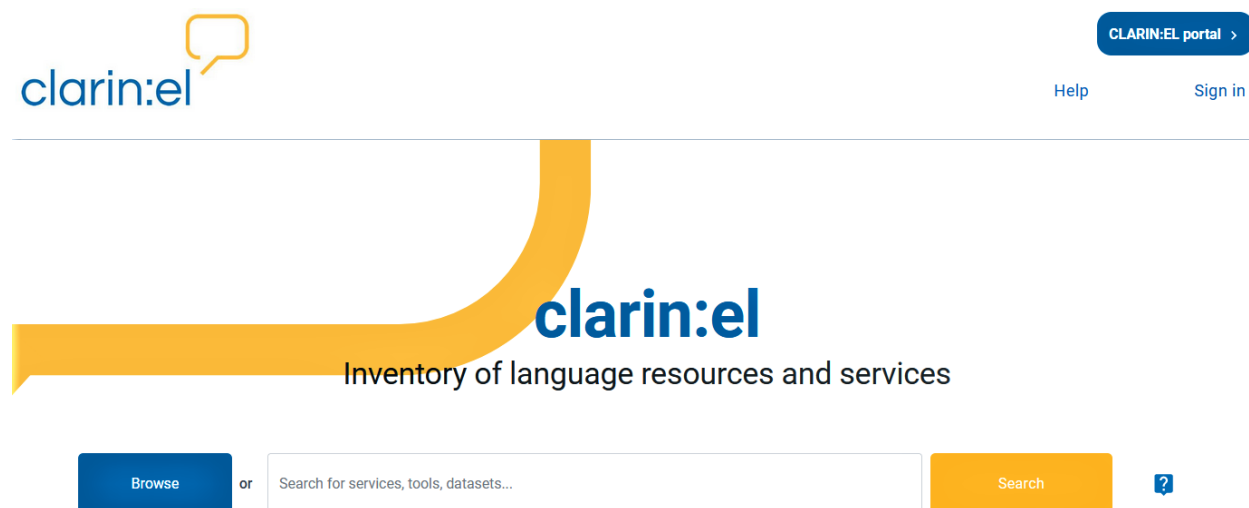 clarin:el
CLARIN:EL portal >
Help
Sign in
clarin:el
Inventory of language resources and services
Browse
or
Search for services, tools, datasets...
Search
?